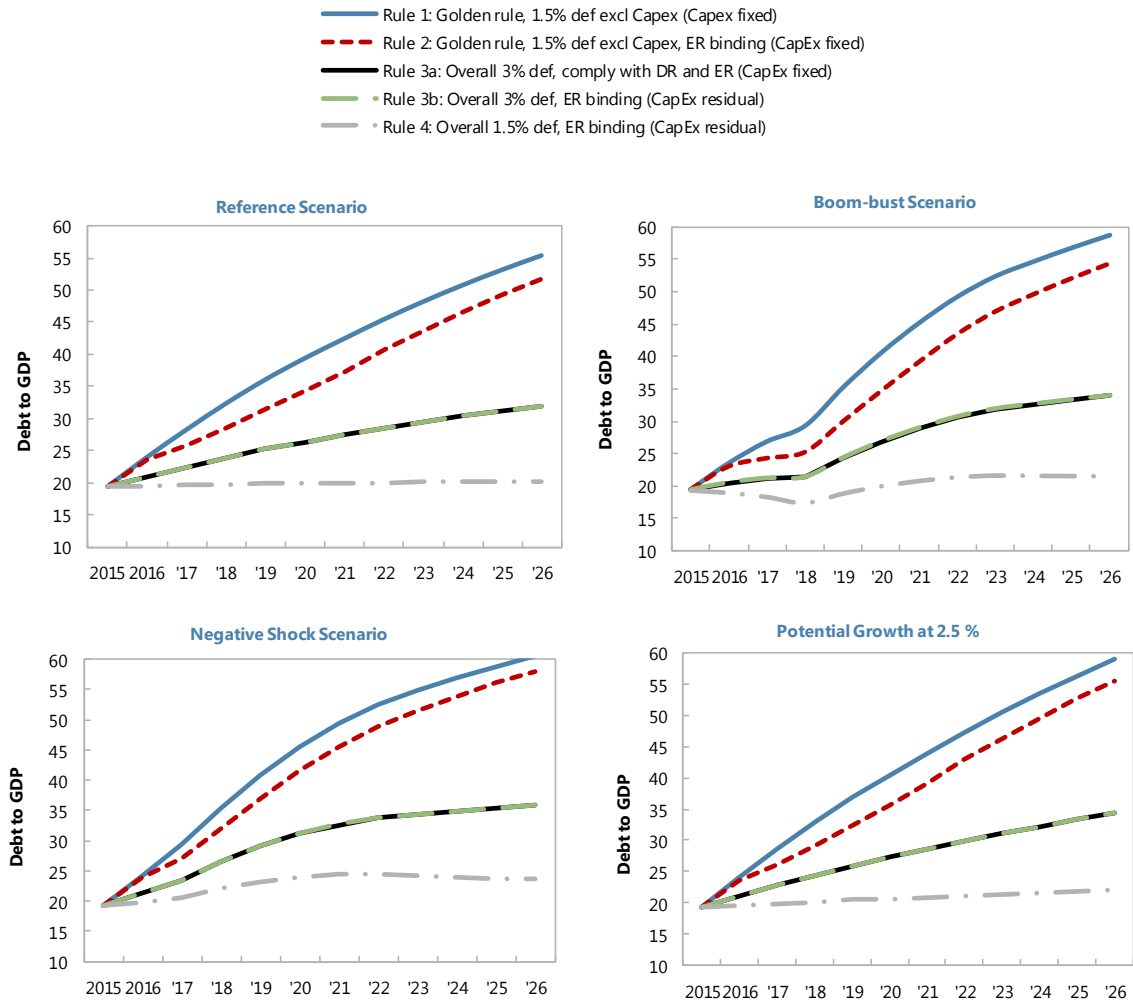 Rule 1: Golden rule, 1.5% def excl Capex (Capex fixed)
Rule 2: Golden rule, 1.5% def excl Capex, ER binding (CapEx fixed)
Rule 3a: Overall 3% def, comply with DR and ER (CapEx fixed)
Rule 3b: Overall 3% def, ER binding (CapEx residual)
Rule 4: Overall 1.5% def, ER binding (CapEx residual)
Reference Scenario
60
55
50
45
40
35
30
25
20
15
10
Debt to GDP
2015 2016 '17 '18 '19 '20 '21 '22 '23 '24 '25 '26
Boom-bust Scenario
60
55
50
45
40
35
30
25
20
15
10
Debt to GDP
2015 2016 '17 '18 '19 '20 '21 '22 '23 '24 '25 '26
Negative Shock Scenario
60
55
50
45
40
35
30
25
20
15
10
Debt to GDP
2015 2016 '17 '18 '19 '20 '21 '22 '23 '24 '25 '26
Potential Growth at 2.5 %
60
55
50
45
40
35
30
25
20
15
10
Debt to GDP
2015 2016 '17 '18 '19 '20 '21 '22 '23 '24 '25 '26